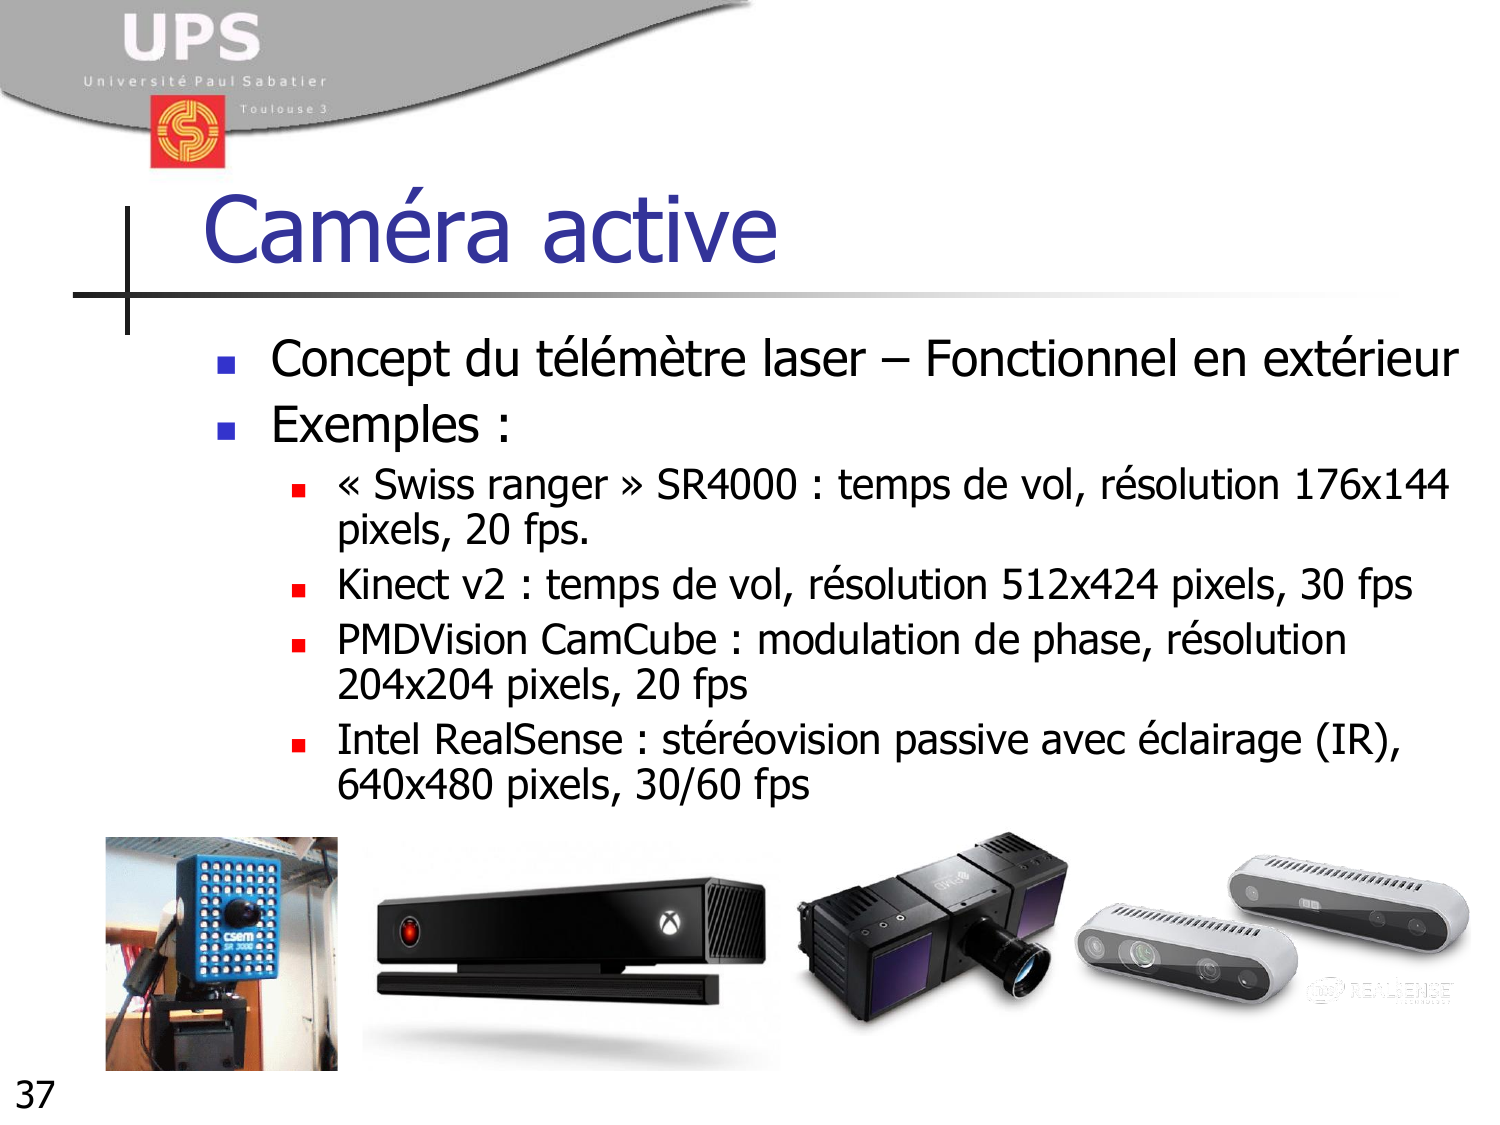 UPS
Université Paul Sabatier
Toulouse 3
Caméra active
Concept du télémètre laser – Fonctionnel en extérieur
Exemples :
« Swiss ranger » SR4000 : temps de vol, résolution 176x144
pixels, 20 fps.
Kinect v2 : temps de vol, résolution 512x424 pixels, 30 fps
PMDVision CamCube : modulation de phase, résolution
204x204 pixels, 20 fps
Intel RealSense : stéréovision passive avec éclairage (IR),
640x480 pixels, 30/60 fps
csem
SR 3000
REALSENSE
37